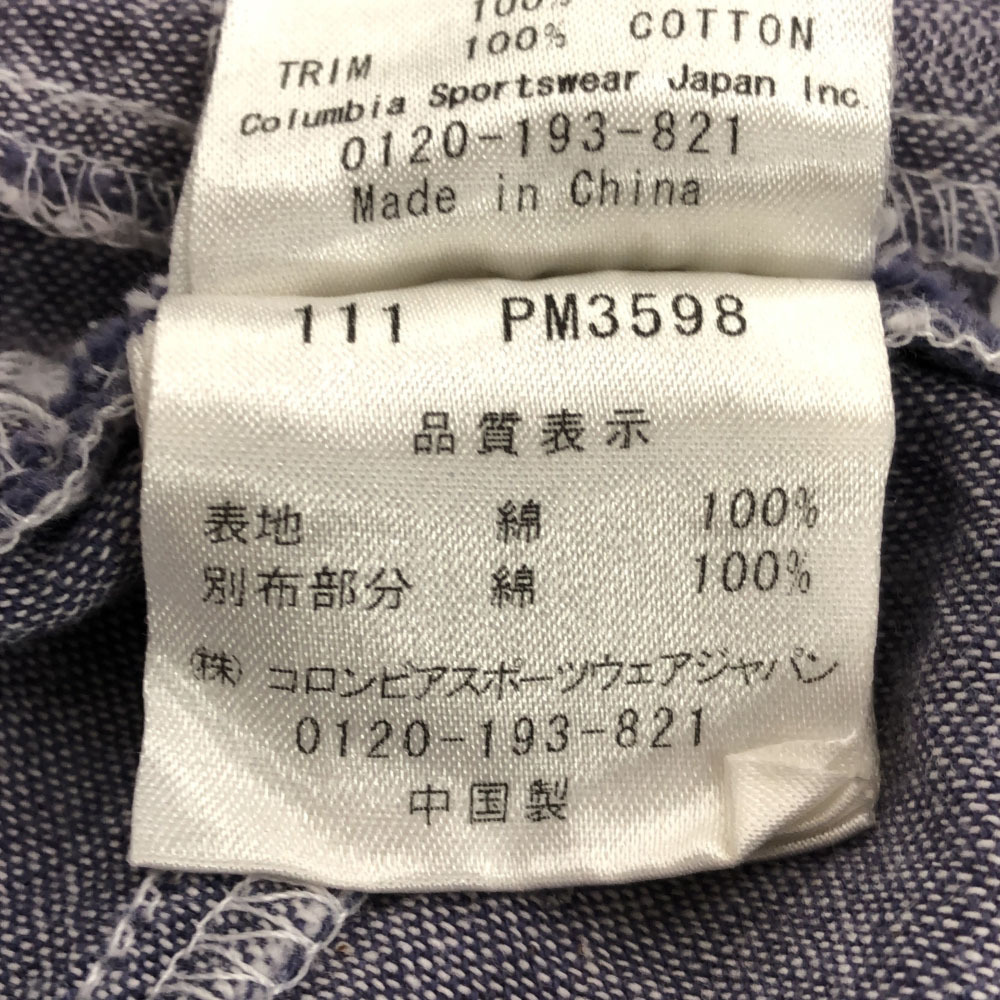 100%
TRIM 100% COTTON
Columbia Sportswear Japan Inc.
0120-193-821
Made in China
111 PM3598
品質表示
表地 綿 100%
別布部分 綿 100%
(株)コロンビアスポーツウェアジャパン
0120-193-821
中国製